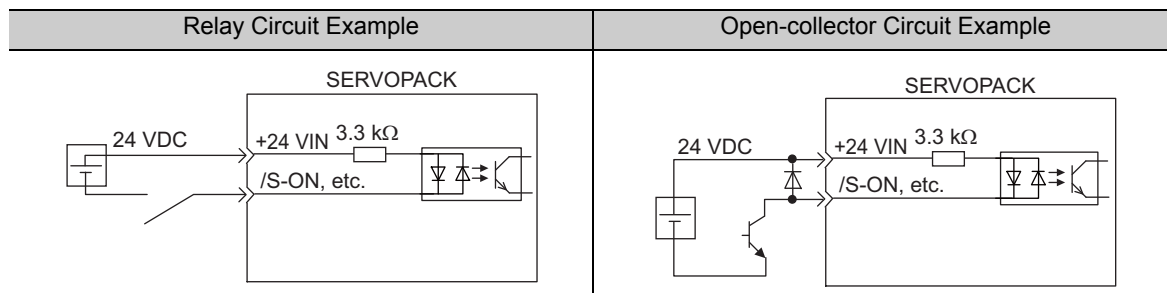 Relay Circuit Example
Open-collector Circuit Example
SERVOPACK
24 VDC
+24 VIN
3.3 kΩ
/S-ON, etc.
SERVOPACK
24 VDC
+24 VIN
3.3 kΩ
/S-ON, etc.